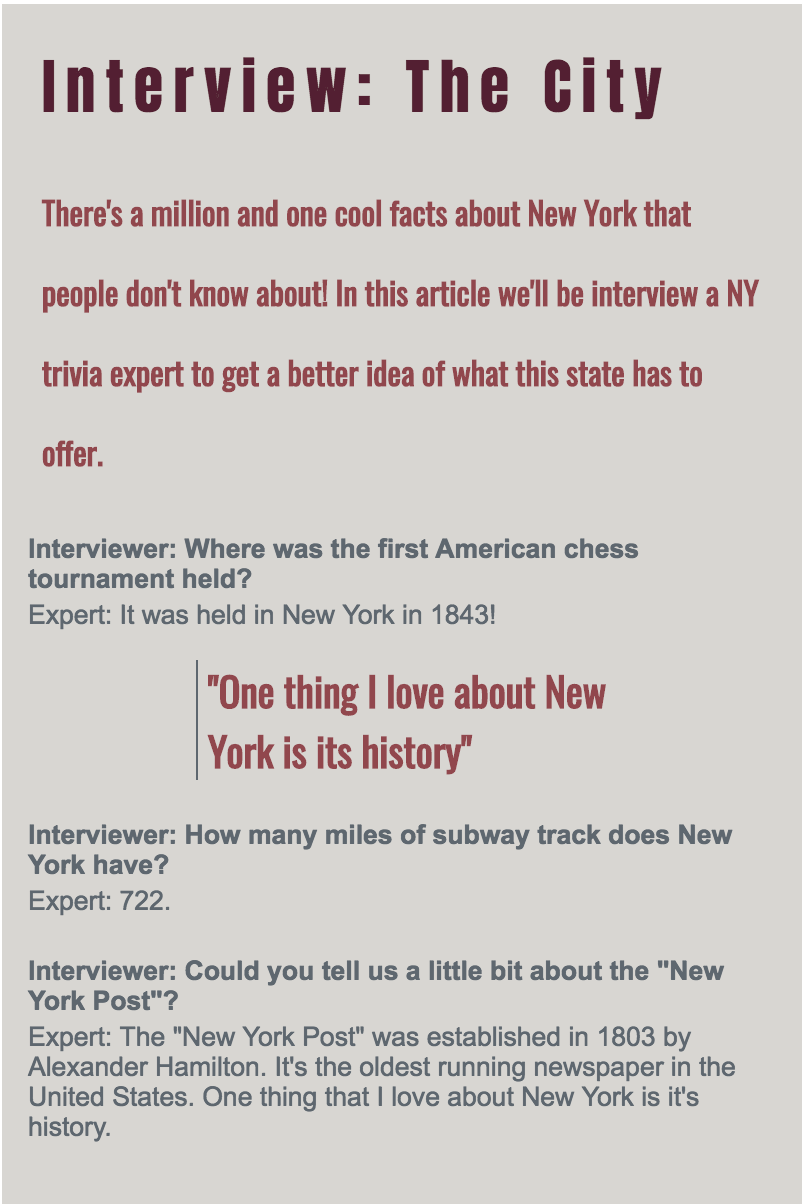 Interview: The City
There's a million and one cool facts about New York that
people don't know about! In this article we'll be interview a NY
trivia expert to get a better idea of what this state has to
offer.
Interviewer: Where was the first American chess
tournament held?
Expert: It was held in New York in 1843!
"One thing I love about New
York is its history"
Interviewer: How many miles of subway track does New
York have?
Expert: 722.
Interviewer: Could you tell us a little bit about the "New
York Post"?
Expert: The "New York Post" was established in 1803 by
Alexander Hamilton. It's the oldest running newspaper in the
United States. One thing that I love about New York is it's
history.